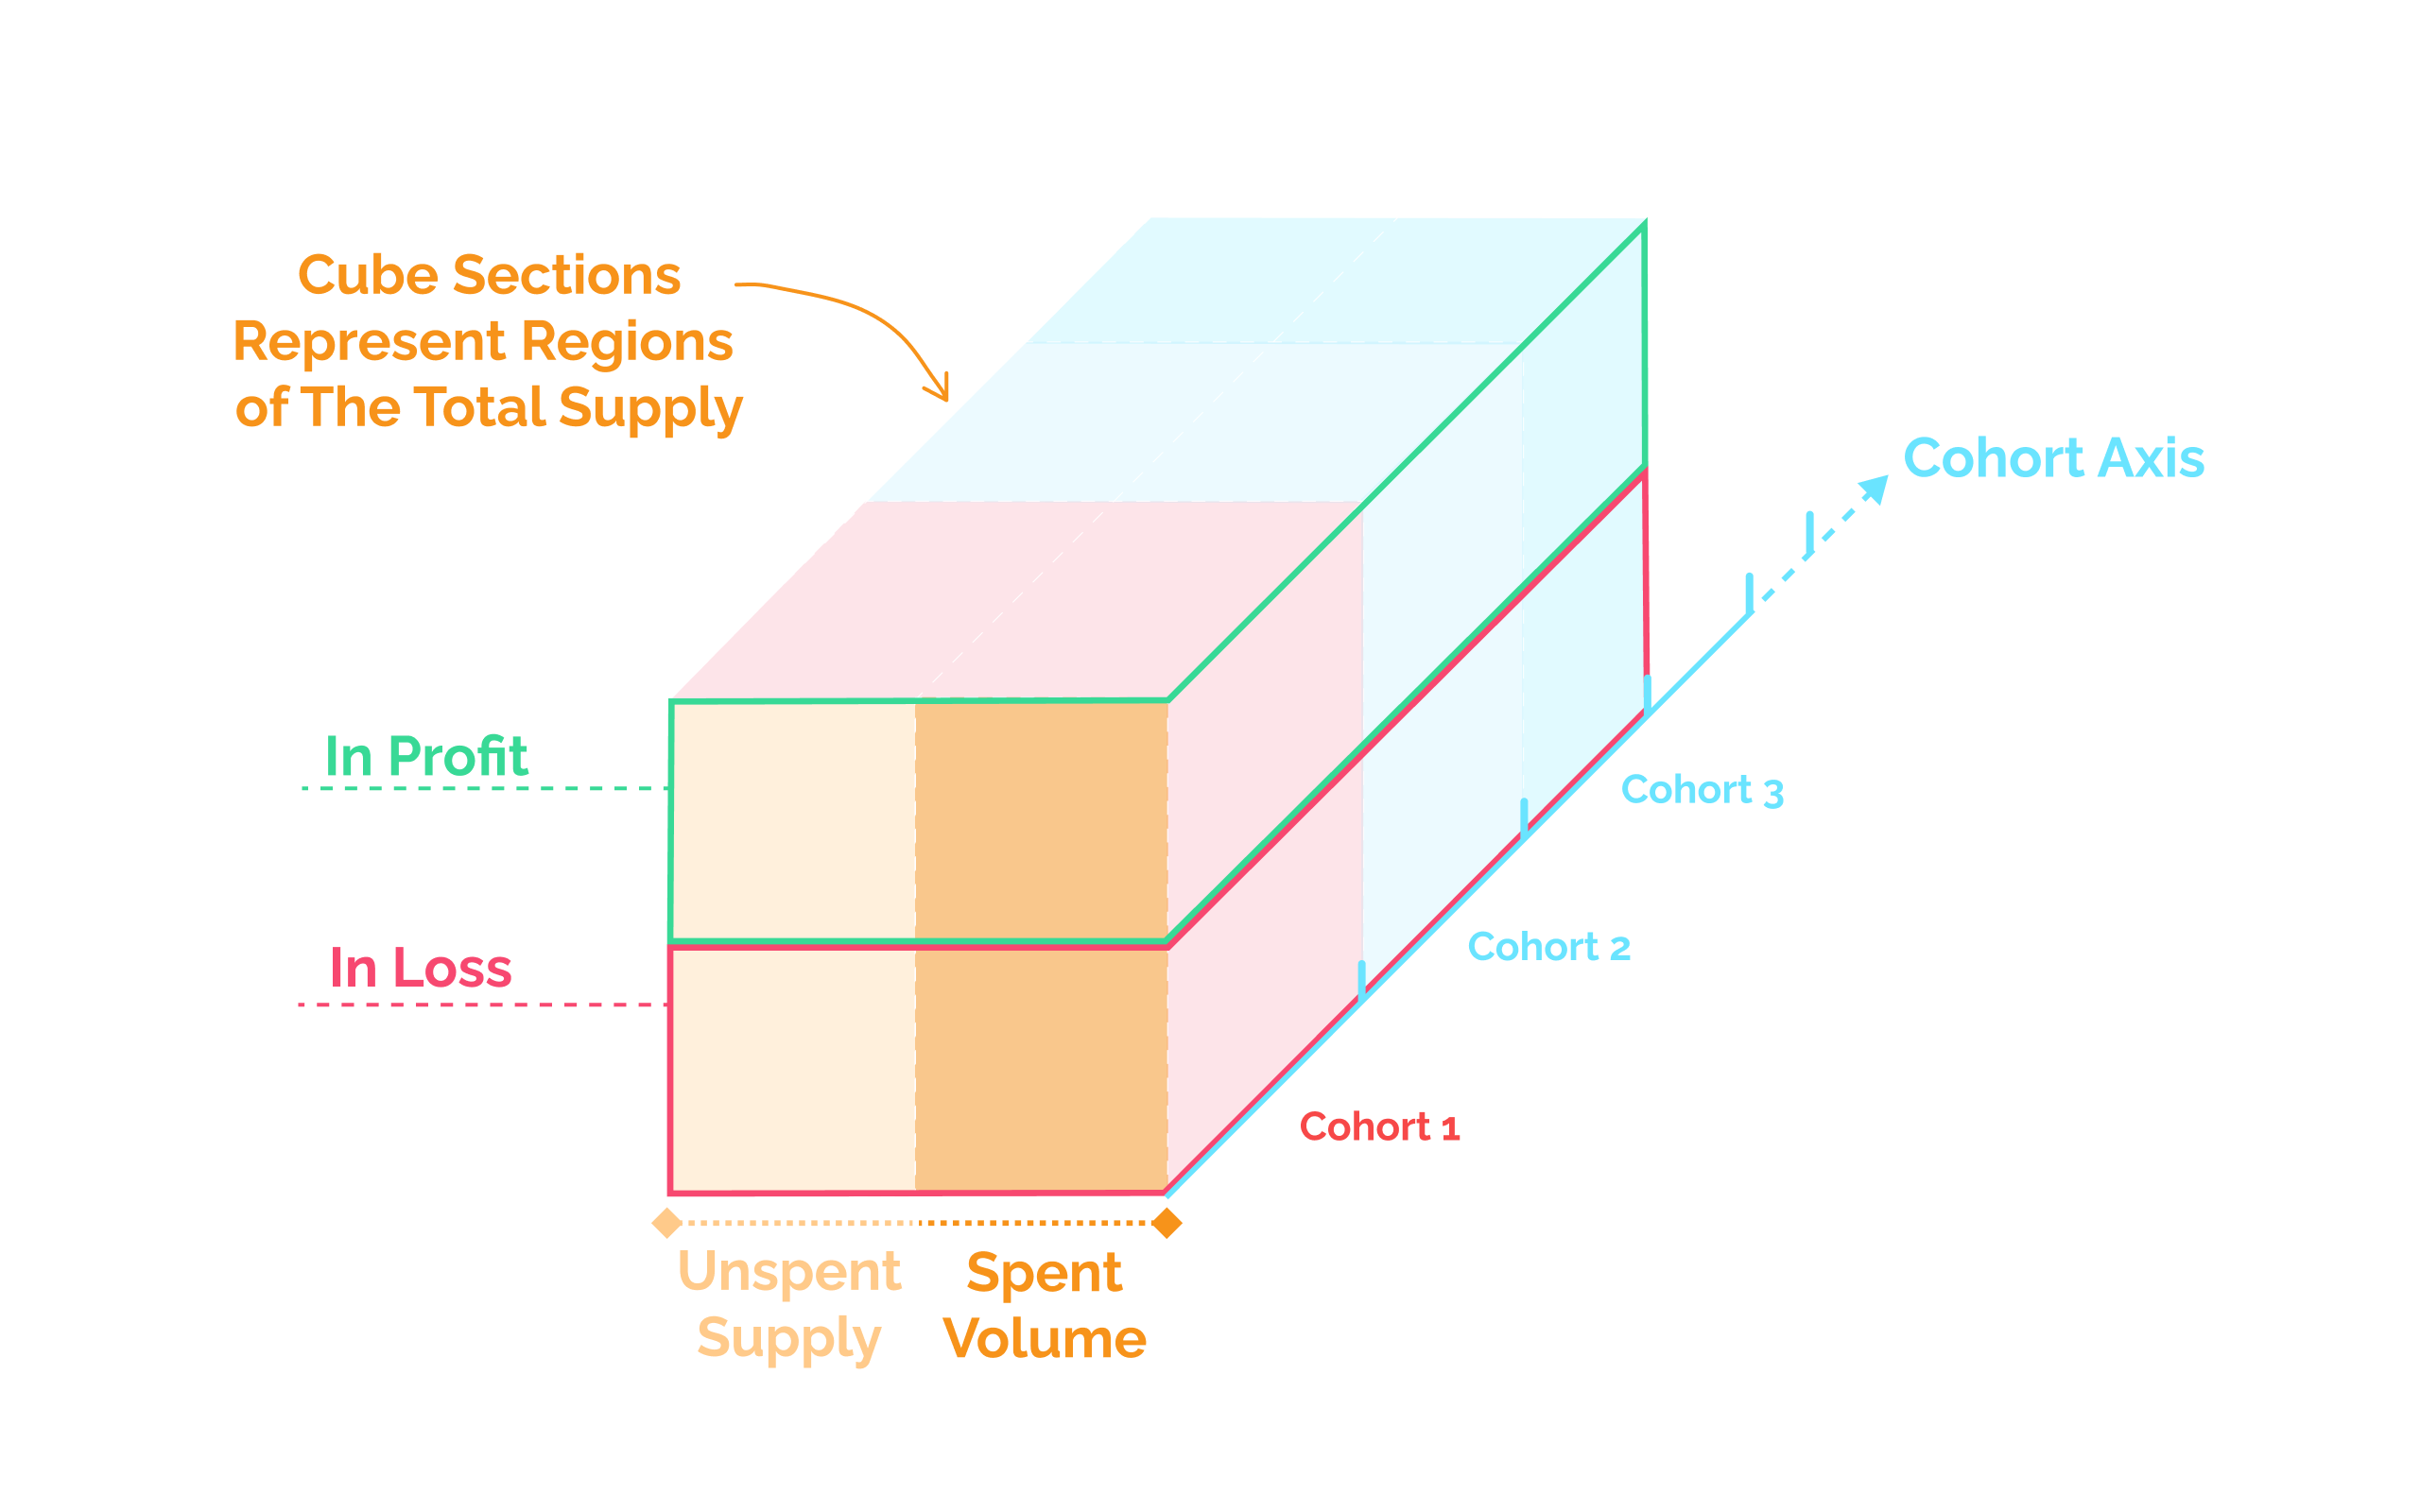 Cube Sections
Represent Regions
of The Total Supply
Cohort Axis
In Profit
Cohort 3
Cohort 2
In Loss
Cohort 1
Unspent
Supply
Spent
Volume